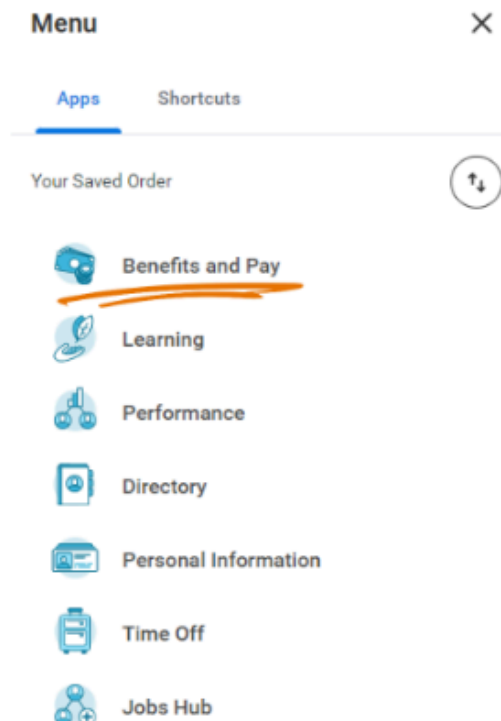 Menu
Apps Shortcuts
Your Saved Order
Benefits and Pay
Learning
Performance
Directory
Personal Information
Time Off
Jobs Hub